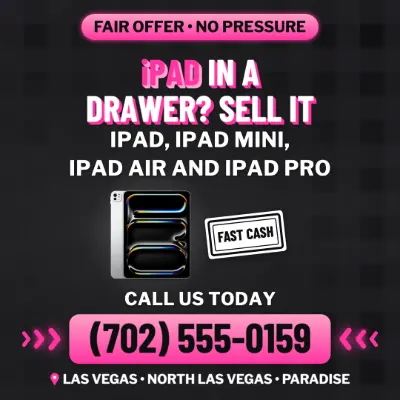 FAIR OFFER • NO PRESSURE
iPAD IN A
DRAWER? SELL IT
IPAD, IPAD MINI,
IPAD AIR AND IPAD PRO
FAST CASH
CALL US TODAY
(702) 555-0159
LAS VEGAS • NORTH LAS VEGAS • PARADISE